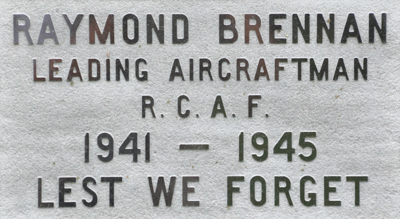 RAYMOND BRENNAN
LEADING AIRCRAFTMAN
R. C. A. F.
1941 — 1945
LEST WE FORGET